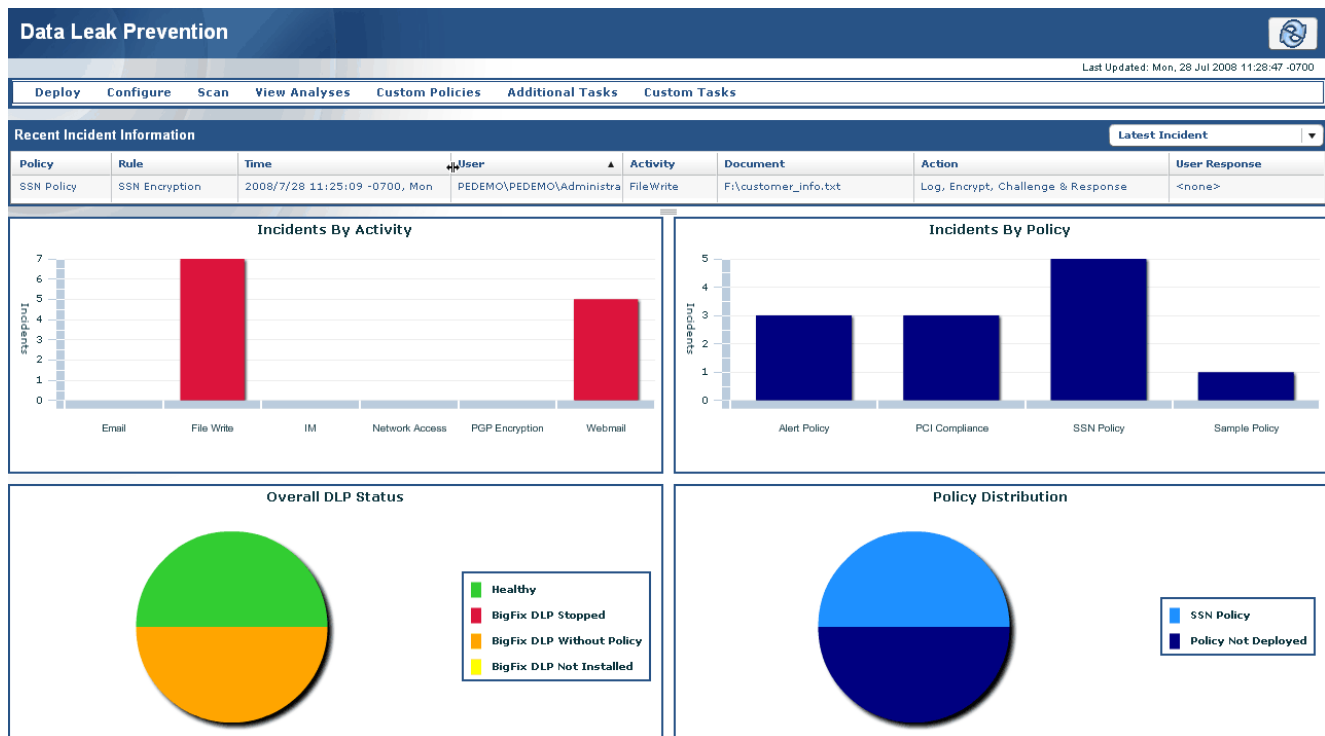 Data Leak Prevention
Last Updated: Mon, 28 Jul 2008 11:28:47 -0700
Deploy Configure Scan View Analyses Custom Policies Additional Tasks Custom Tasks
Recent Incident Information Latest Incident
Policy Rule Time User Activity Document Action User Response
SSN Policy SSN Encryption 2008/7/28 11:25:09 -0700, Mon PEDEMO\PEDEMO\Administra FileWrite F:\customer_info.txt Log, Encrypt, Challenge & Response <none>
Incidents By Activity
Incidents
7
6
5
4
3
2
1
0
Email File Write IM Network Access PGP Encryption Webmail
Incidents By Policy
Incidents
5
4
3
2
1
0
Alert Policy PCI Compliance SSN Policy Sample Policy
Overall DLP Status
Healthy
BigFix DLP Stopped
BigFix DLP Without Policy
BigFix DLP Not Installed
Policy Distribution
SSN Policy
Policy Not Deployed